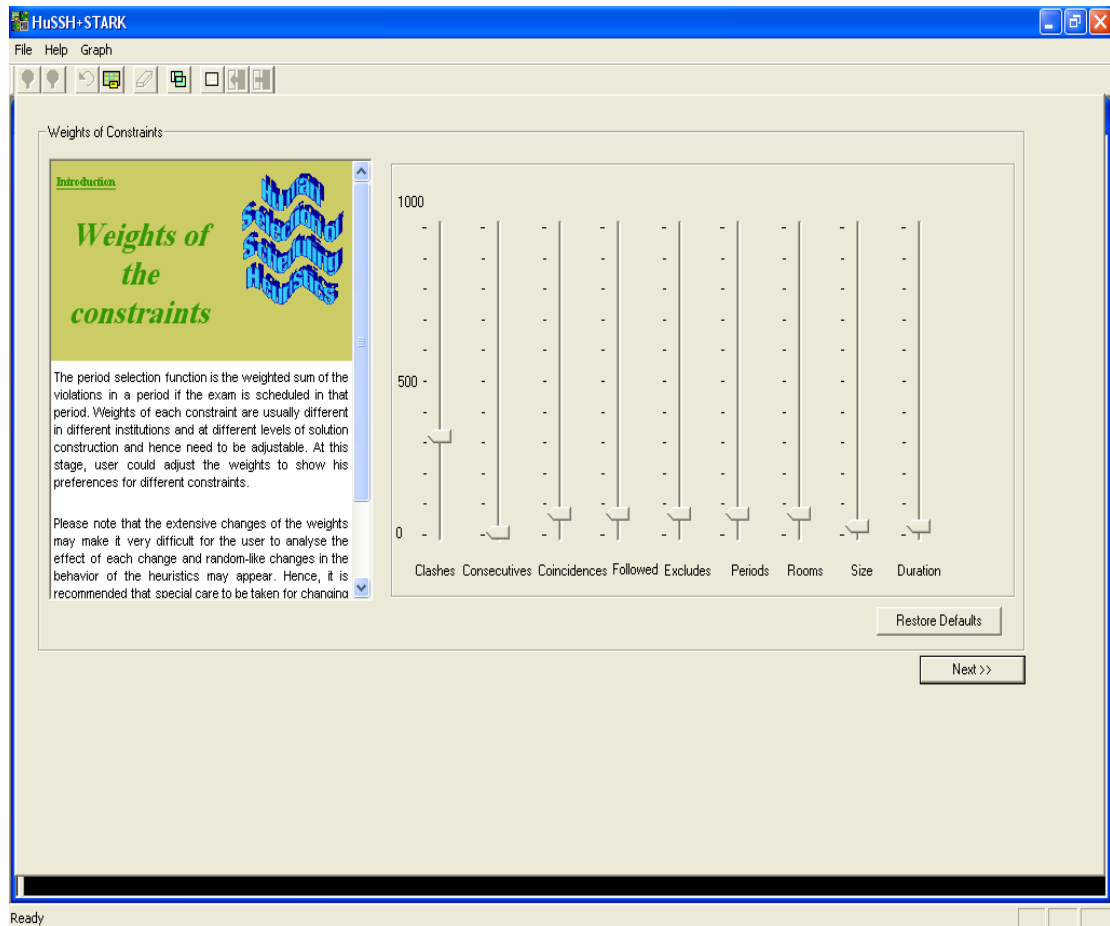 HuSSH+STARK
File Help Graph
Weights of Constraints
Introduction
Weights of
the
constraints
Human
Selection of
Scheduling
Heuristics
The period selection function is the weighted sum of the
violations in a period if the exam is scheduled in that
period. Weights of each constraint are usually different
in different institutions and at different levels of solution
construction and hence need to be adjustable. At this
stage, user could adjust the weights to show his
preferences for different constraints.
Please note that the extensive changes of the weights
may make it very difficult for the user to analyse the
effect of each change and random-like changes in the
behavior of the heuristics may appear. Hence, it is
recommended that special care to be taken for changing
1000
500
0
Clashes Consecutives Coincidences Followed Excludes Periods Rooms Size Duration
Restore Defaults
Next >>
Ready